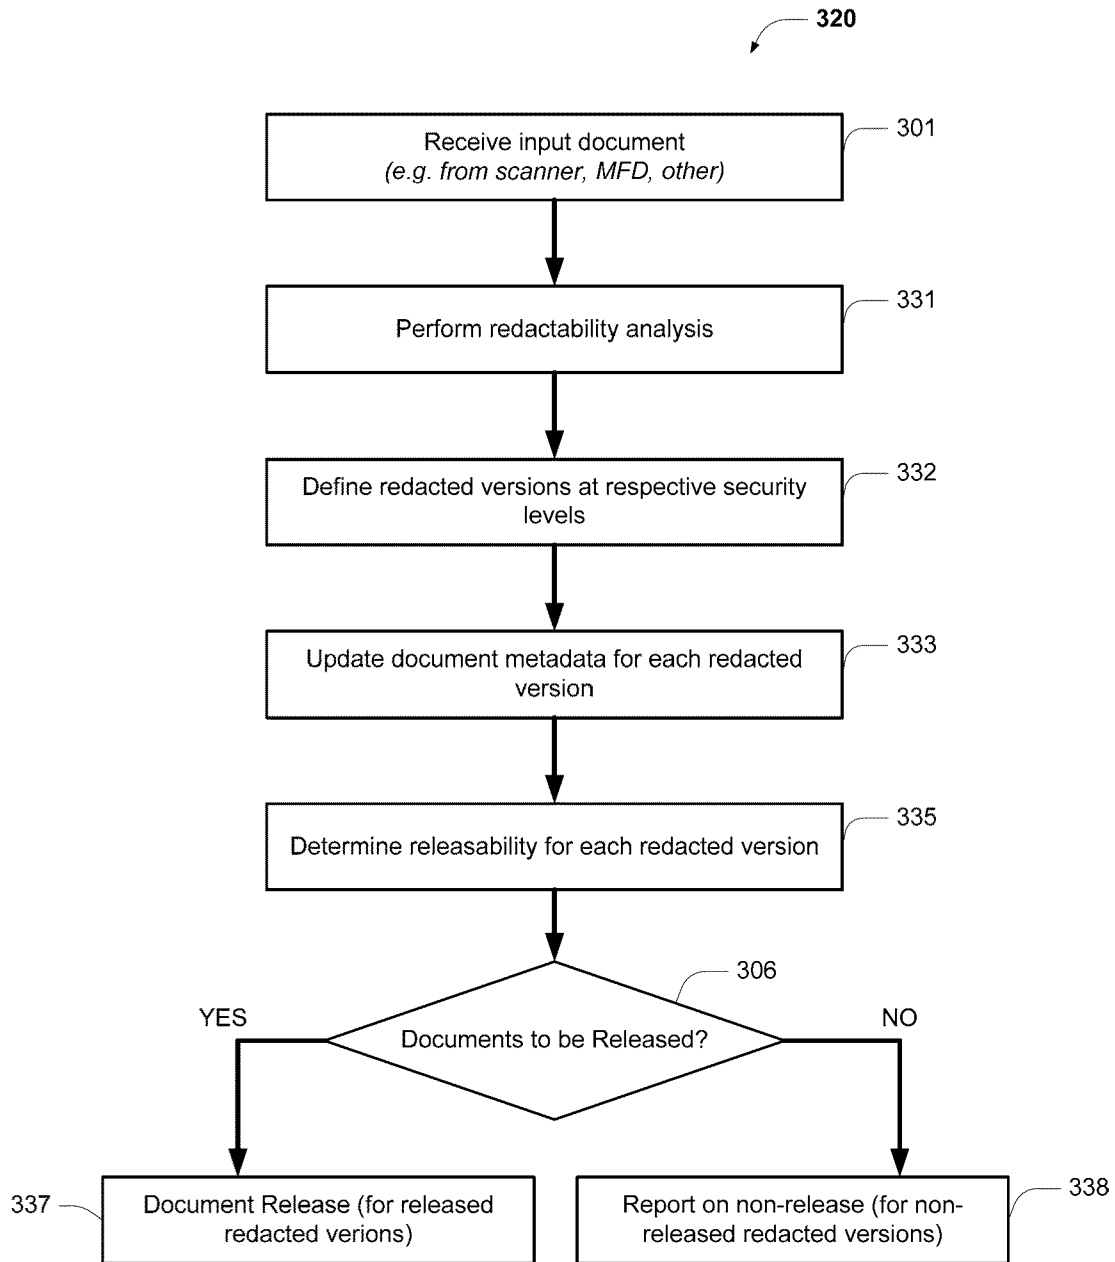 320
Receive input document
(e.g. from scanner, MFD, other)
301
Perform redactability analysis
331
Define redacted versions at respective security
levels
332
Update document metadata for each redacted
version
333
Determine releasability for each redacted version
335
306
YES
Documents to be Released?
NO
337
Document Release (for released
redacted verions)
Report on non-release (for non-
released redacted versions)
338